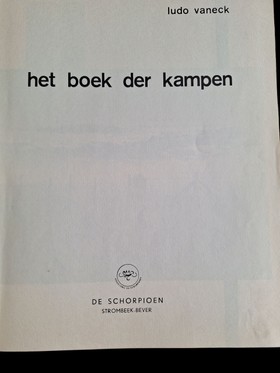 ludo vaneck
het boek der kampen
DE SCHORPIOEN
STROMBEEK-BEVER